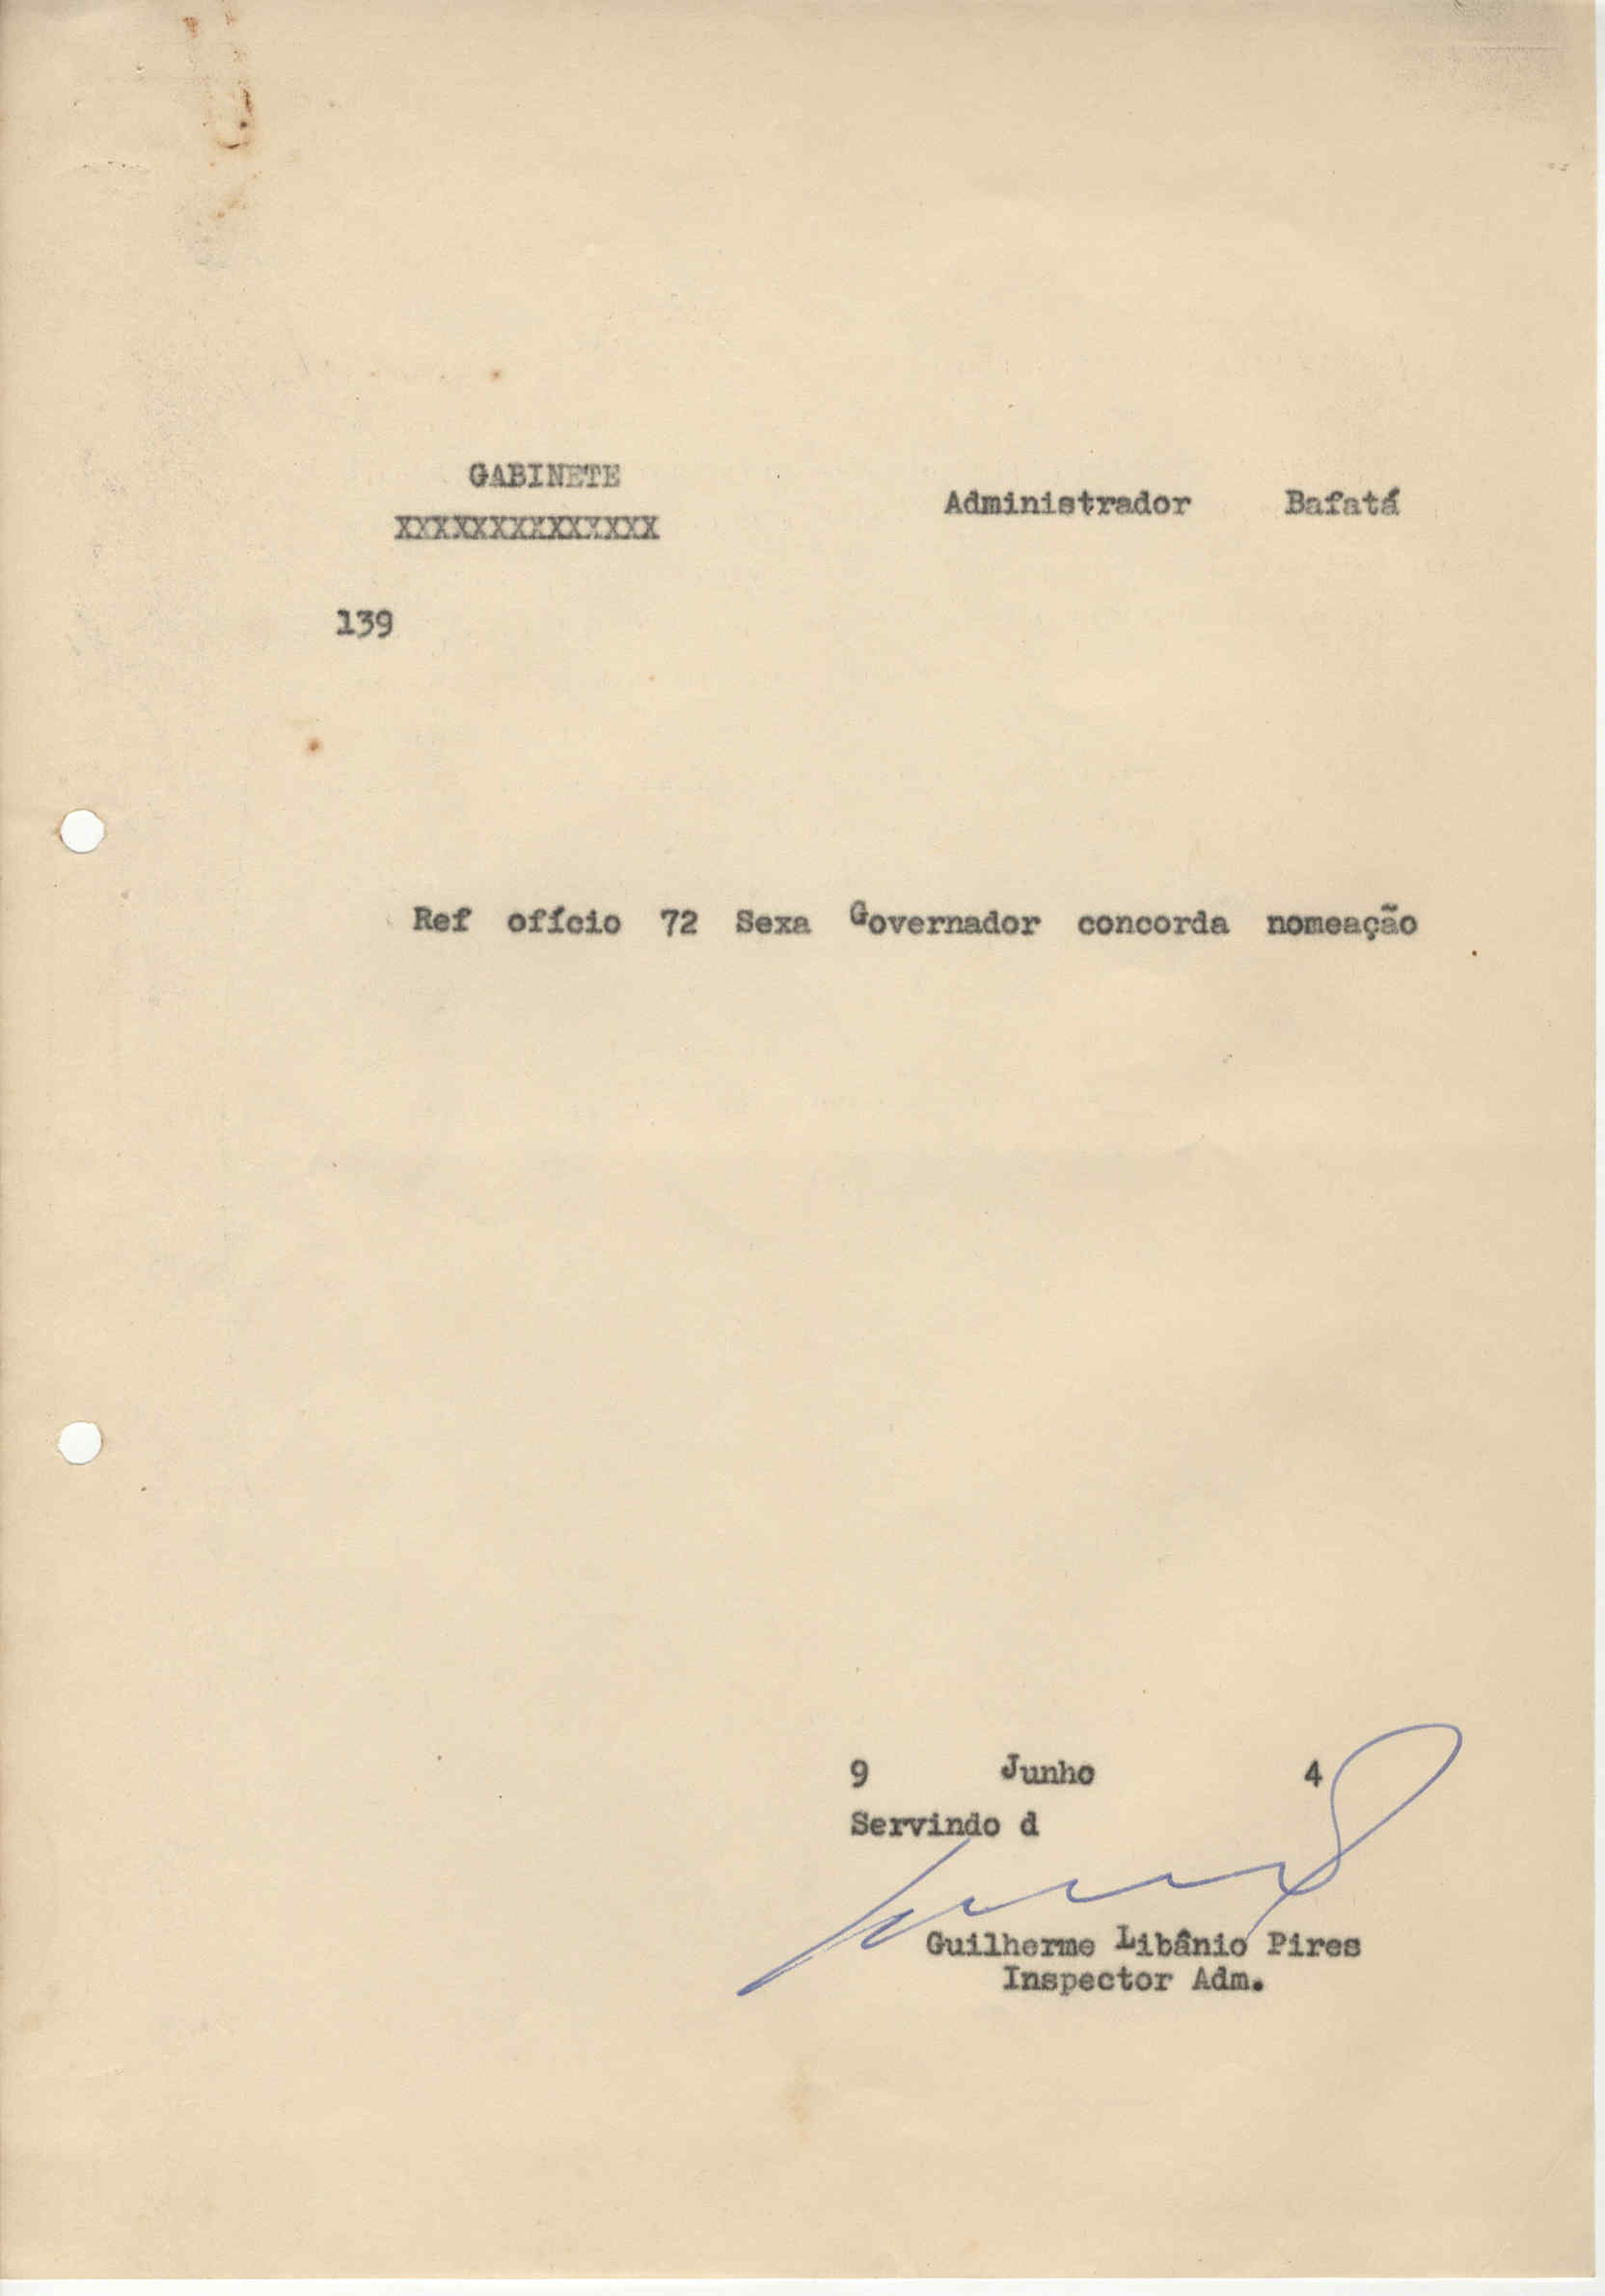 GABINETE
Administrador Bafatá
XXXXXXXXXXXXXXXX
139
Ref ofício 72 Sexa Governador concorda nomeação
9 Junho 4
Servindo d
Guilherme Libânio Pires
Inspector Adm.